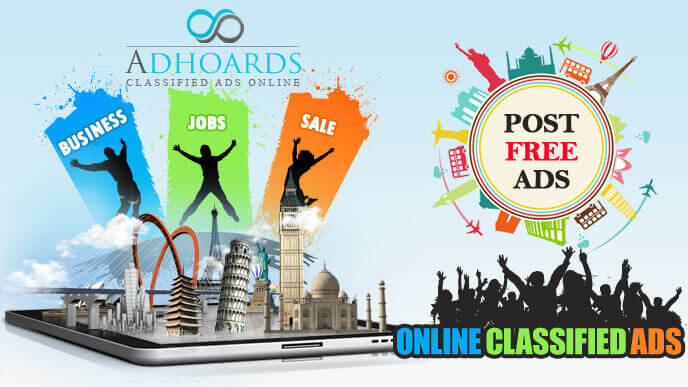 ADHOARDS
CLASSIFIED ADS ONLINE
BUSINESS
JOBS
SALE
POST
FREE
ADS
ONLINE CLASSIFIED ADS